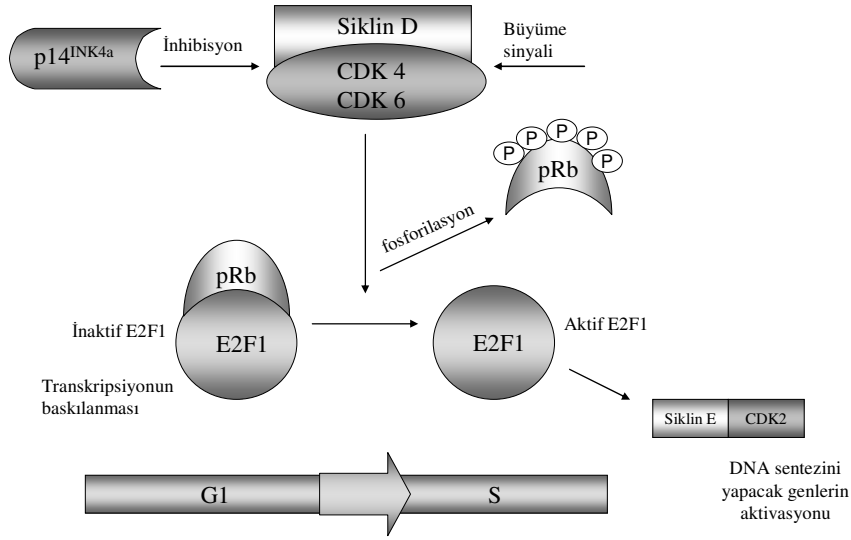 p14INK4a
İnhibisyon
Siklin D
CDK 4
CDK 6
Büyüme
sinyali
P P P P P
pRb
fosforilasyon
pRb
E2F1
İnaktif E2F1
Transkripsiyonun
baskılanması
E2F1
Aktif E2F1
Siklin E CDK2
DNA sentezini
yapacak genlerin
aktivasyonu
G1 S